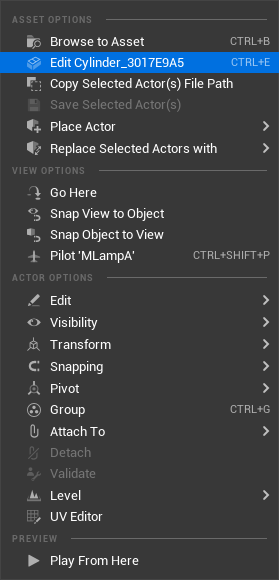 ASSET OPTIONS
Browse to Asset CTRL+B
Edit Cylinder_3017E9A5 CTRL+E
Copy Selected Actor(s) File Path
Save Selected Actor(s)
Place Actor
Replace Selected Actors with
VIEW OPTIONS
Go Here
Snap View to Object
Snap Object to View
Pilot 'MLampA' CTRL+SHIFT+P
ACTOR OPTIONS
Edit
Visibility
Transform
Snapping
Pivot
Group CTRL+G
Attach To
Detach
Validate
Level
UV Editor
PREVIEW
Play From Here